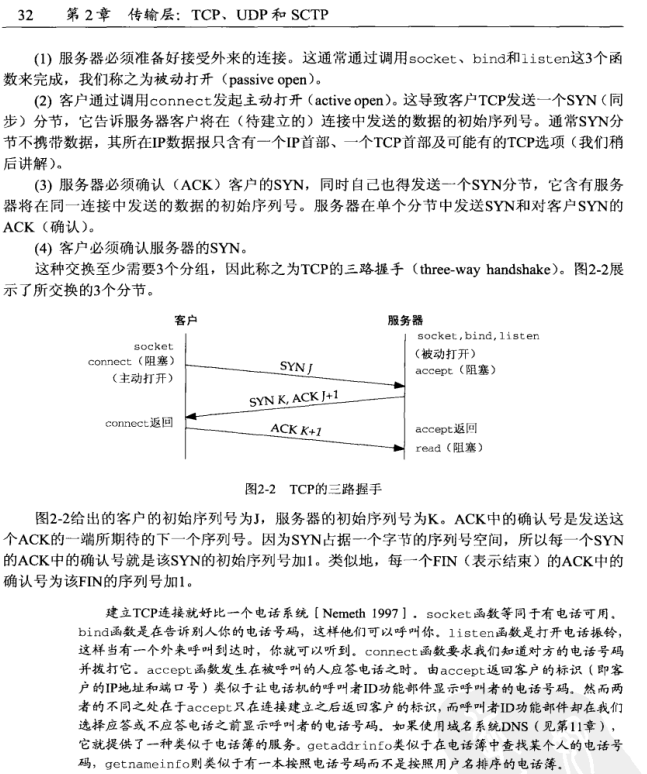 32 第2章 传输层：TCP、UDP和SCTP
(1) 服务器必须准备好接受外来的连接。这通常通过调用socket、bind和listen这3个函
数来完成，我们称之为被动打开（passive open）。
(2) 客户通过调用connect发起主动打开（active open）。这导致客户TCP发送一个SYN（同
步）分节，它告诉服务器客户将在（待建立的）连接中发送的数据的初始序列号。通常SYN分
节不携带数据，其所在IP数据报只含有一个IP首部、一个TCP首部及可能有的TCP选项（我们稍
后讲解）。
(3) 服务器必须确认（ACK）客户的SYN，同时自己也得发送一个SYN分节，它含有服务
器将在同一连接中发送的数据的初始序列号。服务器在单个分节中发送SYN和对客户SYN的
ACK（确认）。
(4) 客户必须确认服务器的SYN。
这种交换至少需要3个分组，因此称之为TCP的三路握手（three-way handshake）。图2-2展
示了所交换的3个分节。
客户 服务器
socket
connect（阻塞）
（主动打开）
socket,bind,listen
（被动打开）
accept（阻塞）
SYN J
SYN K, ACK J+1
connect返回
ACK K+1
accept返回
read（阻塞）
图2-2 TCP的三路握手
图2-2给出的客户的初始序列号为J，服务器的初始序列号为K。ACK中的确认号是发送这
个ACK的一端所期待的下一个序列号。因为SYN占据一个字节的序列号空间，所以每一个SYN
的ACK中的确认号就是该SYN的初始序列号加1。类似地，每一个FIN（表示结束）的ACK中的
确认号为该FIN的序列号加1。
建立TCP连接就好比一个电话系统［Nemeth 1997］。socket函数等同于有电话可用。
bind函数是在告诉别人你的电话号码，这样他们可以呼叫你。listen函数是打开电话振铃，
这样当有一个外来呼叫到达时，你就可以听到。connect函数要求我们知道对方的电话号码
并拨打它。accept函数发生在被呼叫的人应答电话之时。由accept返回客户的标识（即客
户的IP地址和端口号）类似于让电话机的呼叫者ID功能部件显示呼叫者的电话号码。然而两
者的不同之处在于accept只在连接建立之后返回客户的标识，而呼叫者ID功能部件却在我们
选择应答或不应答电话之前显示呼叫者的电话号码。如果使用域名系统DNS（见第11章），
它就提供了一种类似于电话簿的服务。getaddrinfo类似于在电话簿中查找某个人的电话号
码，getnameinfo则类似于有一本按照电话号码而不是按照用户名排序的电话簿。